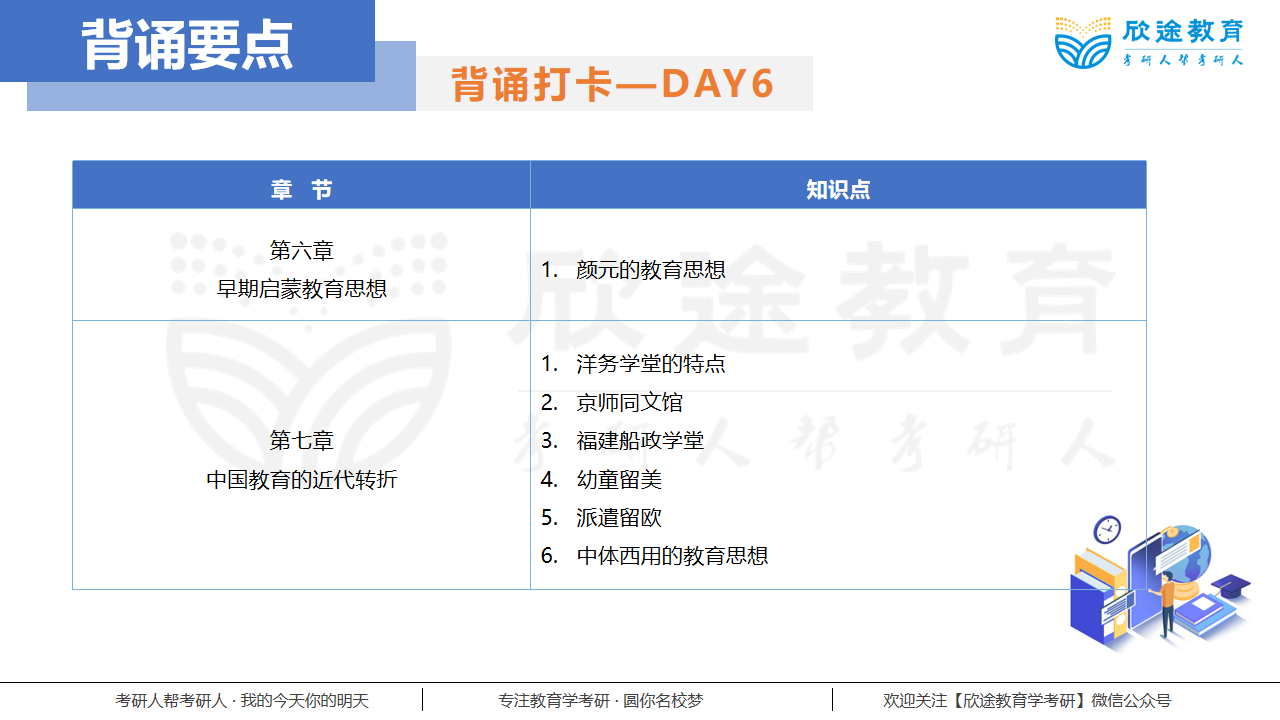 背诵要点
欣途教育
考研人帮考研人
背诵打卡—DAY6
章 节
知识点
第六章
早期启蒙教育思想
1. 颜元的教育思想
第七章
中国教育的近代转折
1. 洋务学堂的特点
2. 京师同文馆
3. 福建船政学堂
4. 幼童留美
5. 派遣留欧
6. 中体西用的教育思想
欣途教育
考研人帮考研人
考研人帮考研人 · 我的今天你的明天
专注教育学考研 · 圆你名校梦
欢迎关注【欣途教育学考研】微信公众号